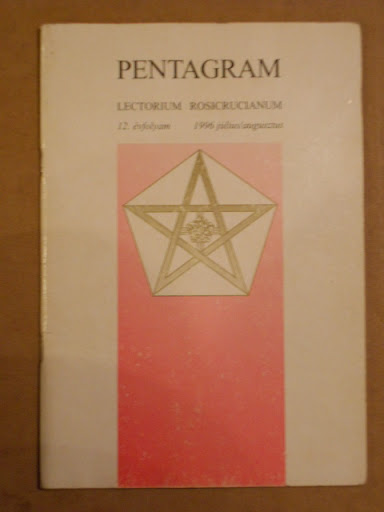 PENTAGRAM
LECTORIUM ROSICRUCIANUM
12. évfolyam 1996 július/augusztus